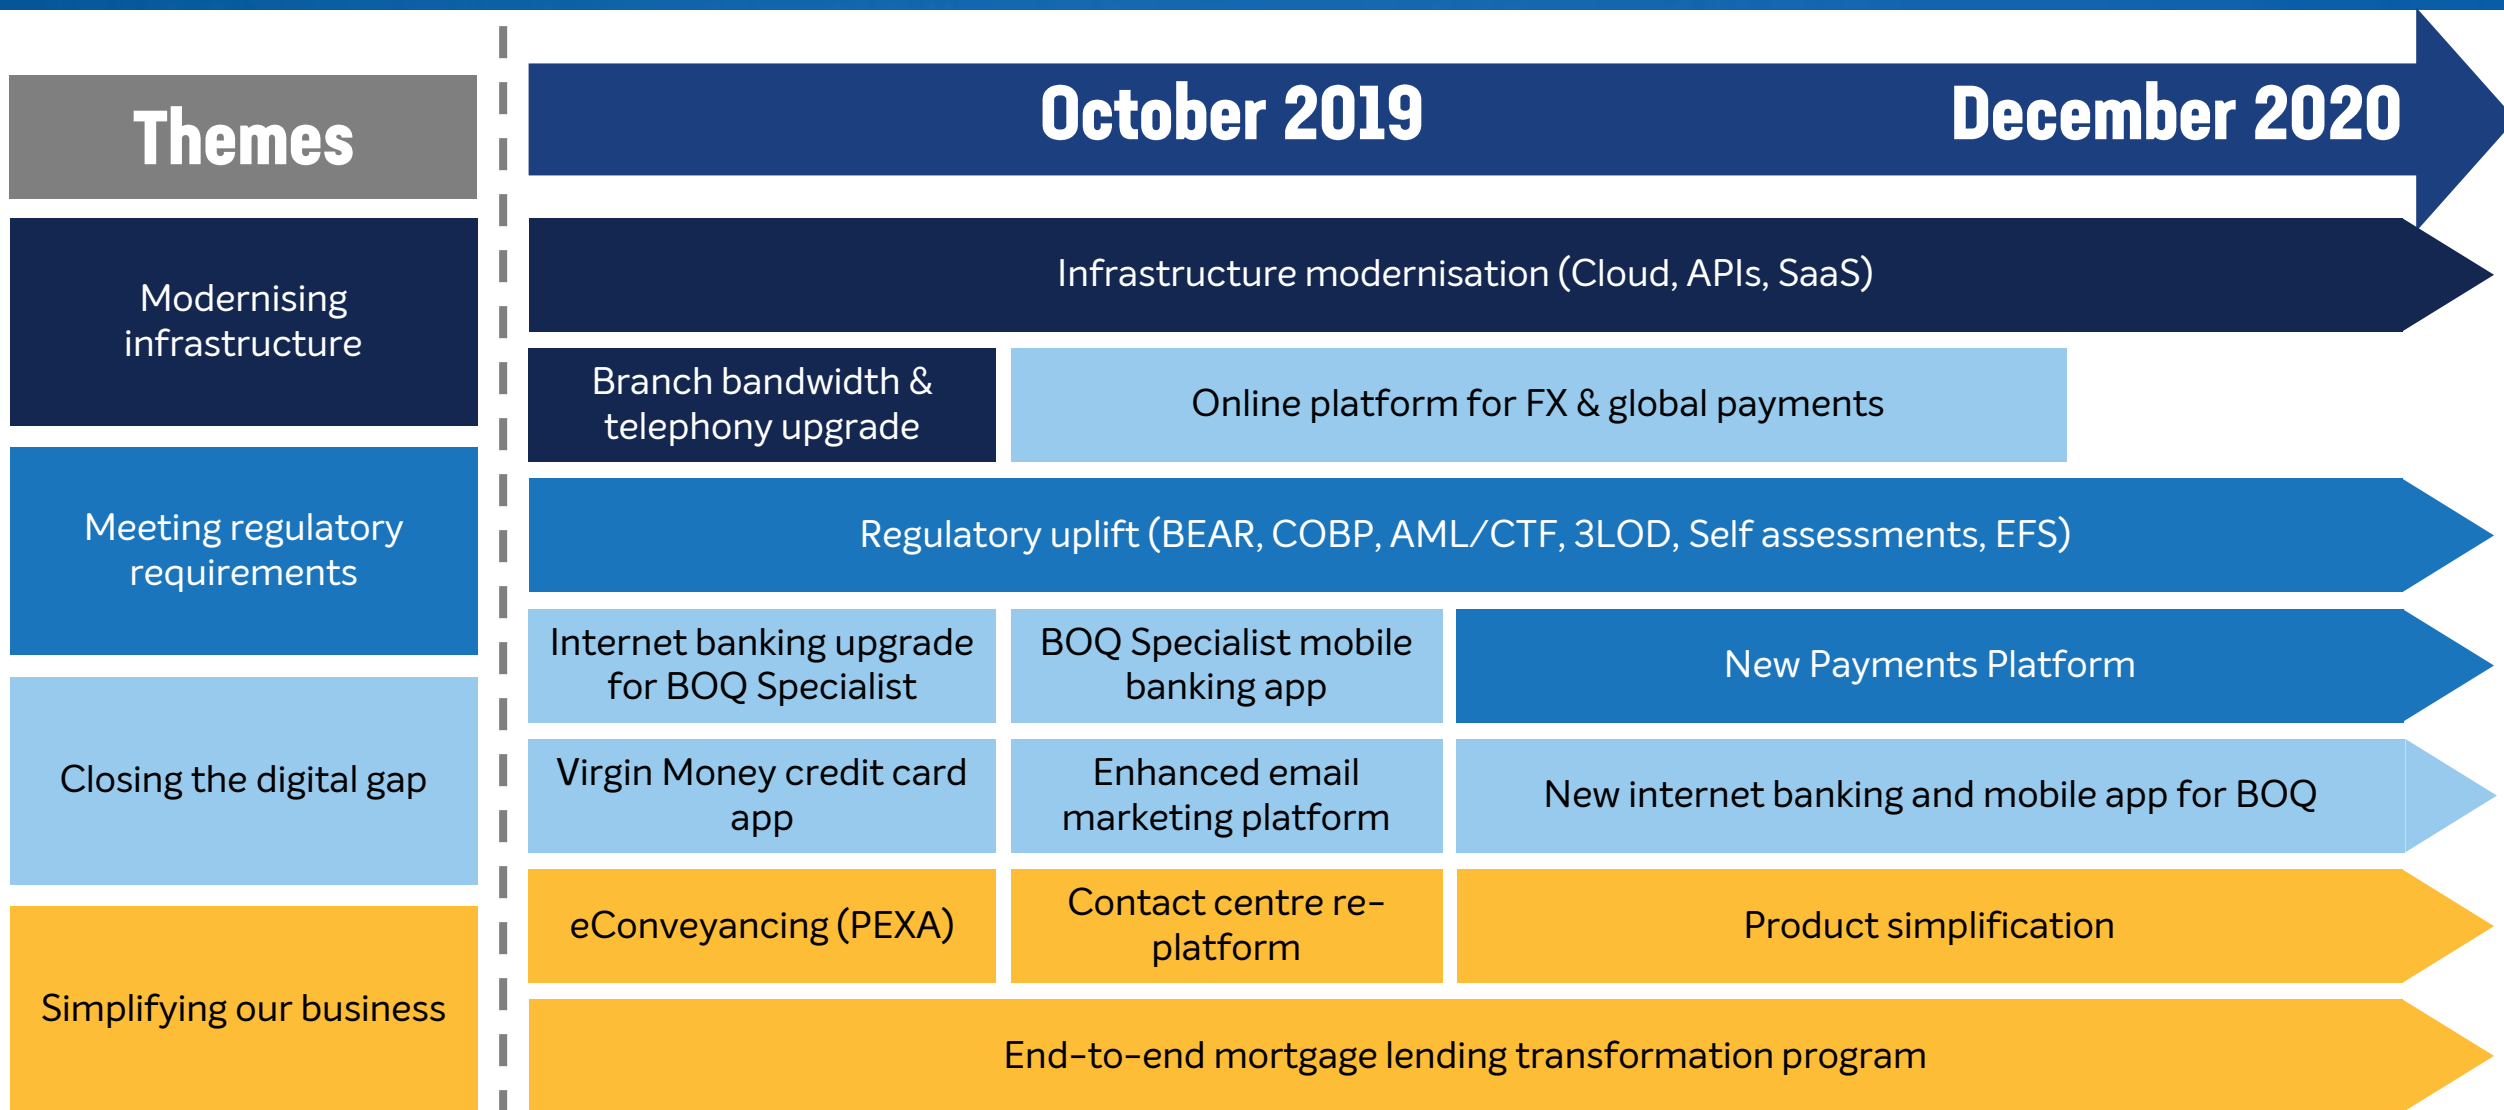 Themes
October 2019
December 2020
Modernising
infrastructure
Infrastructure modernisation (Cloud, APIs, SaaS)
Branch bandwidth &
telephony upgrade
Online platform for FX & global payments
Meeting regulatory
requirements
Regulatory uplift (BEAR, COBP, AML/CTF, 3LOD, Self assessments, EFS)
Internet banking upgrade
for BOQ Specialist
BOQ Specialist mobile
banking app
New Payments Platform
Closing the digital gap
Virgin Money credit card
app
Enhanced email
marketing platform
New internet banking and mobile app for BOQ
Simplifying our business
eConveyancing (PEXA)
Contact centre re-
platform
Product simplification
End-to-end mortgage lending transformation program